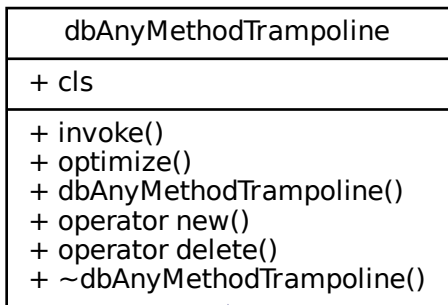 dbAnyMethodTrampoline
+ cls
+ invoke()
+ optimize()
+ dbAnyMethodTrampoline()
+ operator new()
+ operator delete()
+ ~dbAnyMethodTrampoline()